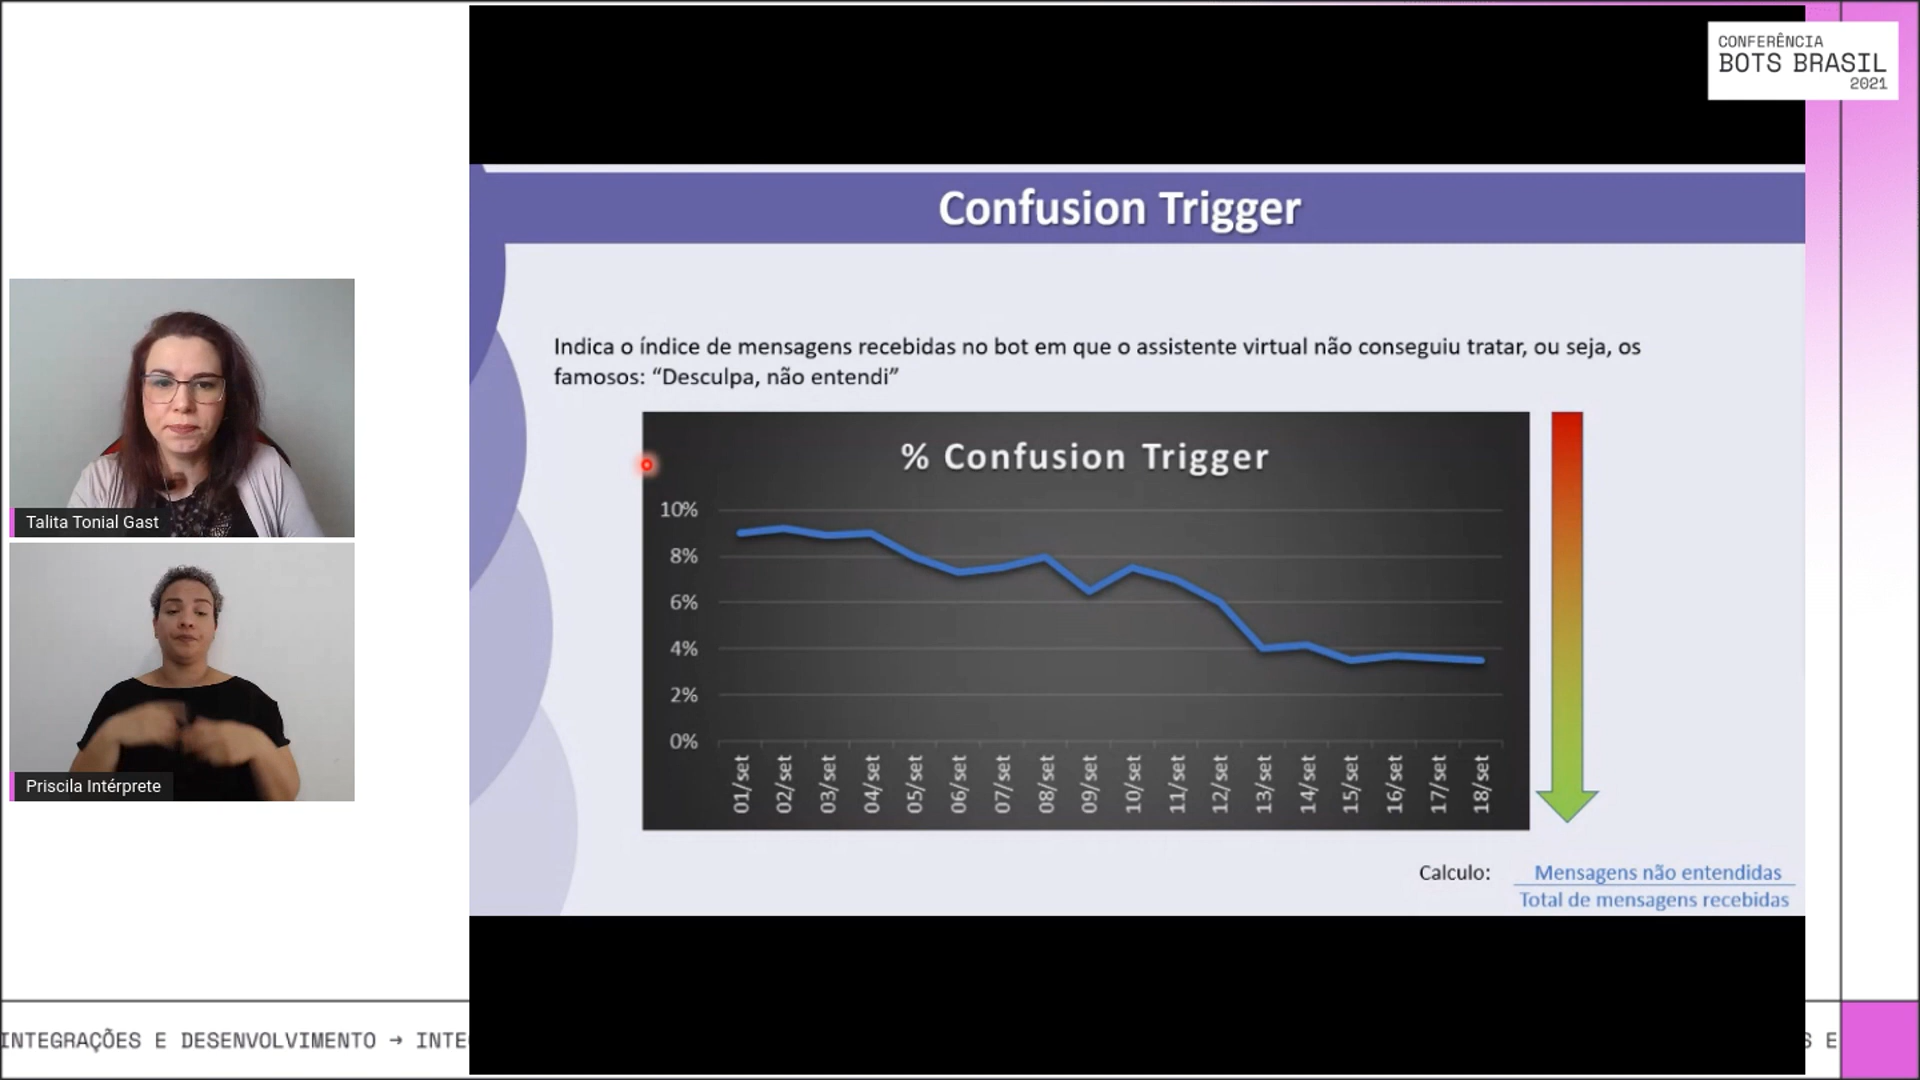 CONFERÊNCIA
BOTS BRASIL
2021
Confusion Trigger
Indica o índice de mensagens recebidas no bot em que o assistente virtual não conseguiu tratar, ou seja, os
famosos: “Desculpa, não entendi”
% Confusion Trigger
10%
8%
6%
4%
2%
0%
01/set
02/set
03/set
04/set
05/set
06/set
07/set
08/set
09/set
10/set
11/set
12/set
13/set
14/set
15/set
16/set
17/set
18/set
Calculo:
Mensagens não entendidas
Total de mensagens recebidas
Talita Tonial Gast
Priscila Intérprete
INTEGRAÇÕES E DESENVOLVIMENTO → INTE
S E